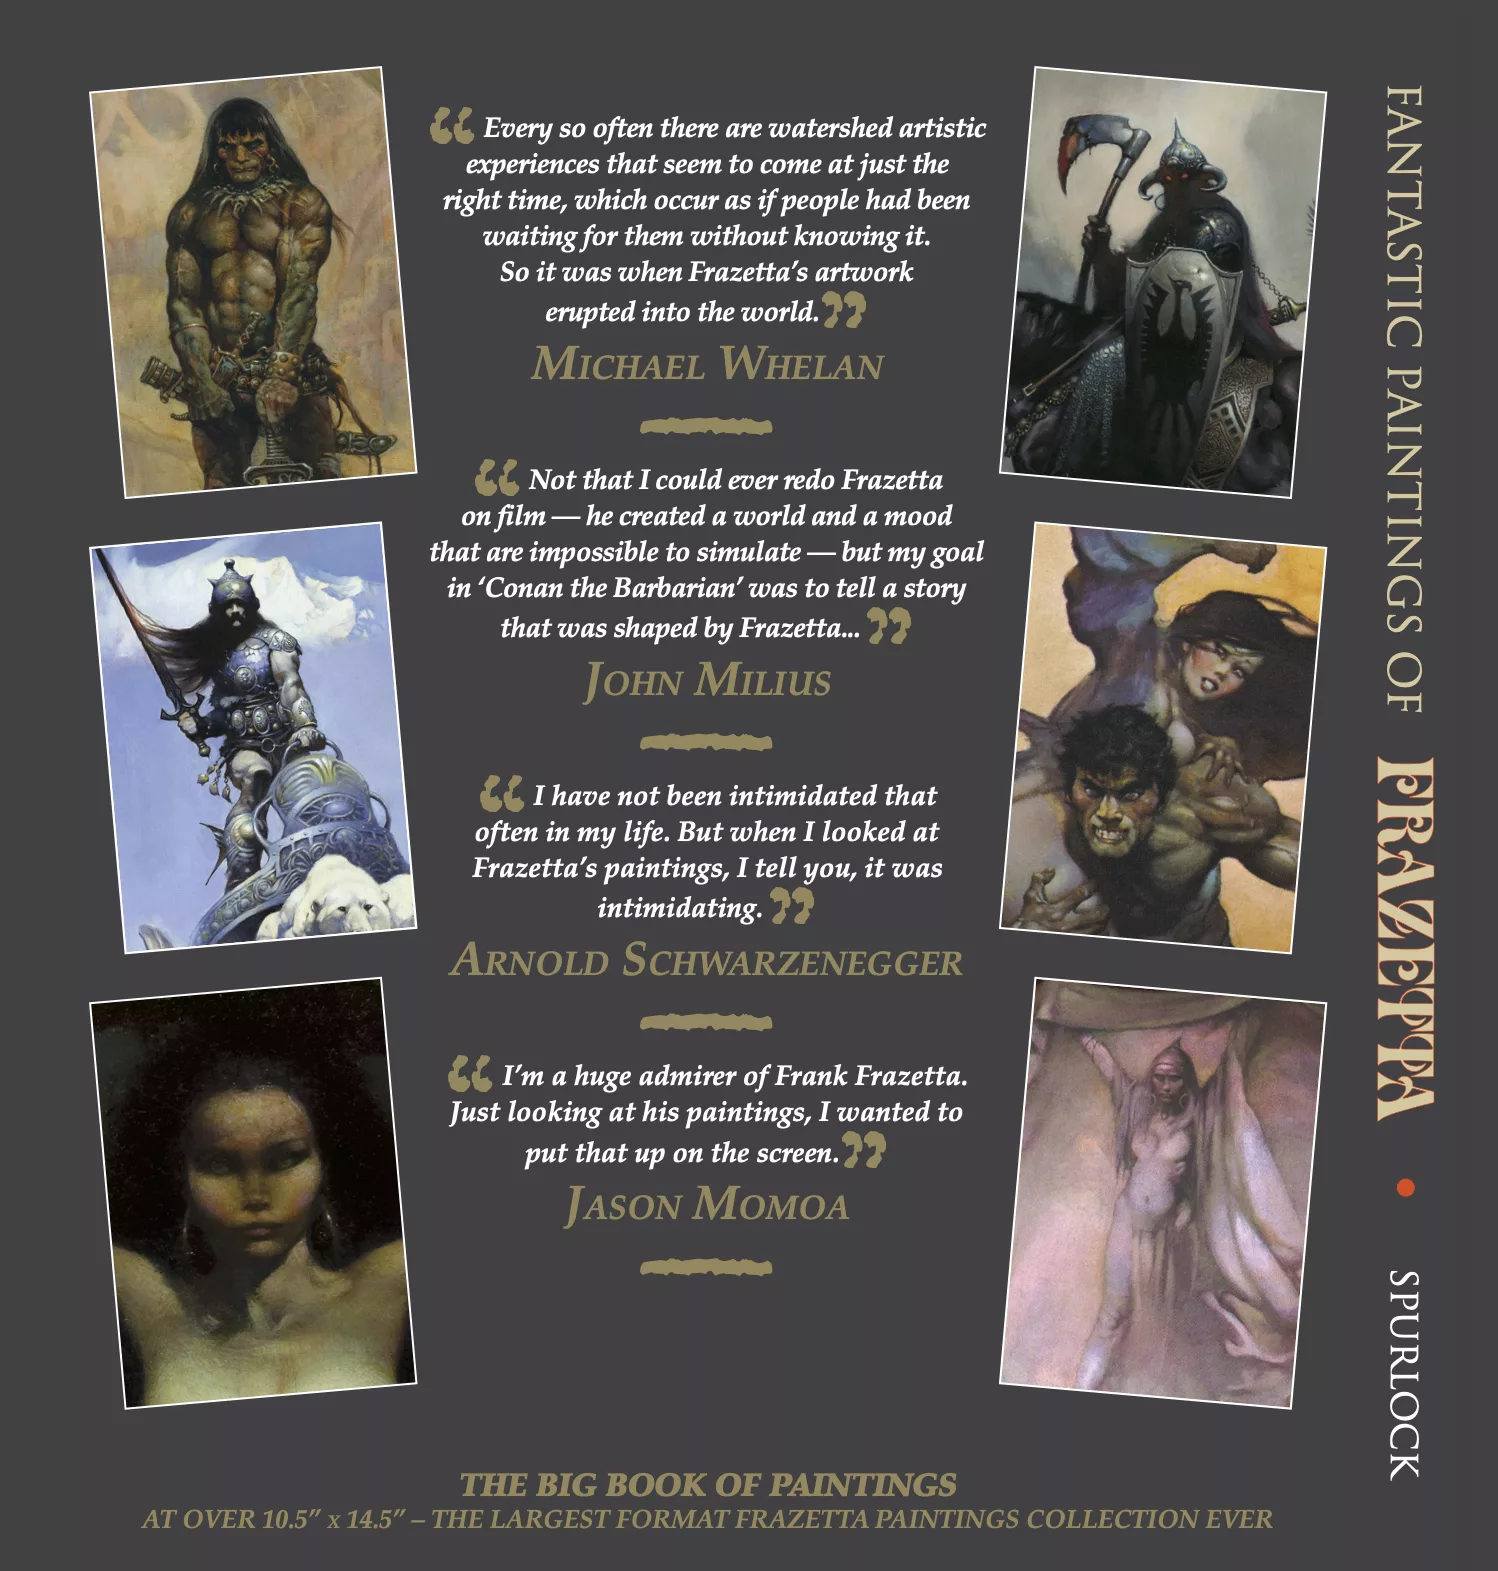 “ Every so often there are watershed artistic
experiences that seem to come at just the
right time, which occur as if people had been
waiting for them without knowing it.
So it was when Frazetta’s artwork
erupted into the world.”
MICHAEL WHELAN
“ Not that I could ever redo Frazetta
on film — he created a world and a mood
that are impossible to simulate — but my goal
in ‘Conan the Barbarian’ was to tell a story
that was shaped by Frazetta... ”
JOHN MILIUS
“ I have not been intimidated that
often in my life. But when I looked at
Frazetta’s paintings, I tell you, it was
intimidating. ”
ARNOLD SCHWARZENEGGER
“ I’m a huge admirer of Frank Frazetta.
Just looking at his paintings, I wanted to
put that up on the screen.”
JASON MOMOA
THE BIG BOOK OF PAINTINGS
AT OVER 10.5” x 14.5” – THE LARGEST FORMAT FRAZETTA PAINTINGS COLLECTION EVER
FANTASTIC PAINTINGS OF FRAZETTA • SPURLOCK